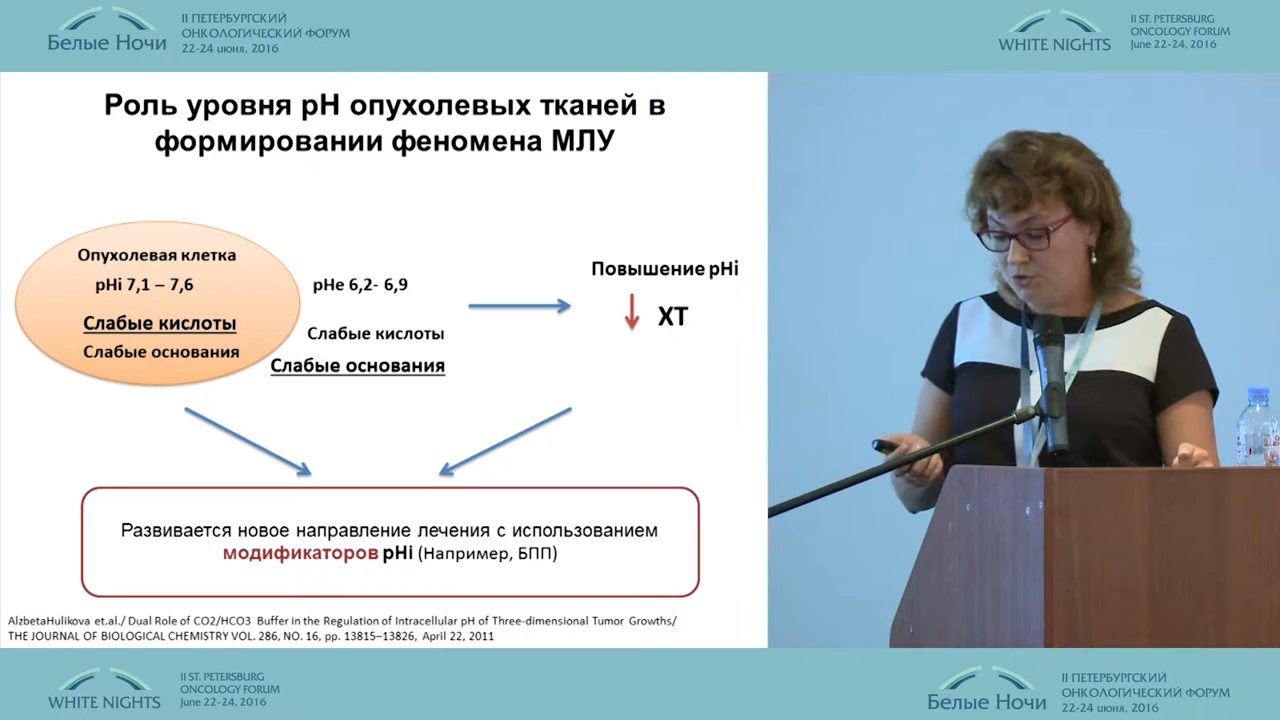 Белые Ночи
II ПЕТЕРБУРГСКИЙ
ОНКОЛОГИЧЕСКИЙ ФОРУМ
22-24 июня, 2016
WHITE NIGHTS
II ST. PETERSBURG
ONCOLOGY FORUM
June 22-24, 2016
Роль уровня рН опухолевых тканей в
формировании феномена МЛУ
Опухолевая клетка
pHi 7,1 – 7,6
Слабые кислоты
Слабые основания
pHe 6,2- 6,9
Слабые кислоты
Слабые основания
Повышение pHi
ХТ
Развивается новое направление лечения с использованием
модификаторов pHi (Например, БПП)
AlzbetaHulikova et.al./ Dual Role of CO2/HCO3 Buffer in the Regulation of Intracellular pH of Three-dimensional Tumor Growths/
THE JOURNAL OF BIOLOGICAL CHEMISTRY VOL. 286, NO. 16, pp. 13815–13826, April 22, 2011
WHITE NIGHTS
II ST. PETERSBURG
ONCOLOGY FORUM
June 22-24, 2016
Белые Ночи
II ПЕТЕРБУРГСКИЙ
ОНКОЛОГИЧЕСКИЙ ФОРУМ
22-24 июня, 2016